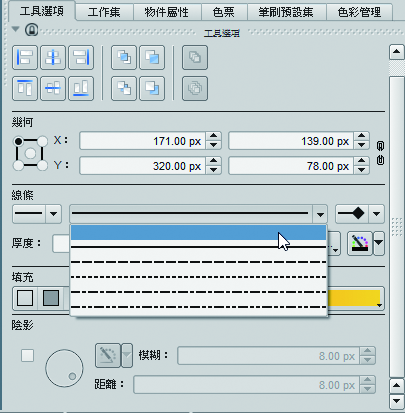 工具選項 工作集 物件屬性 色票 筆刷預設集 色彩管理
工具選項
幾何
X： 171.00 px 139.00 px
Y： 320.00 px 78.00 px
線條
厚度：
填充
陰影
模糊： 8.00 px
距離： 8.00 px